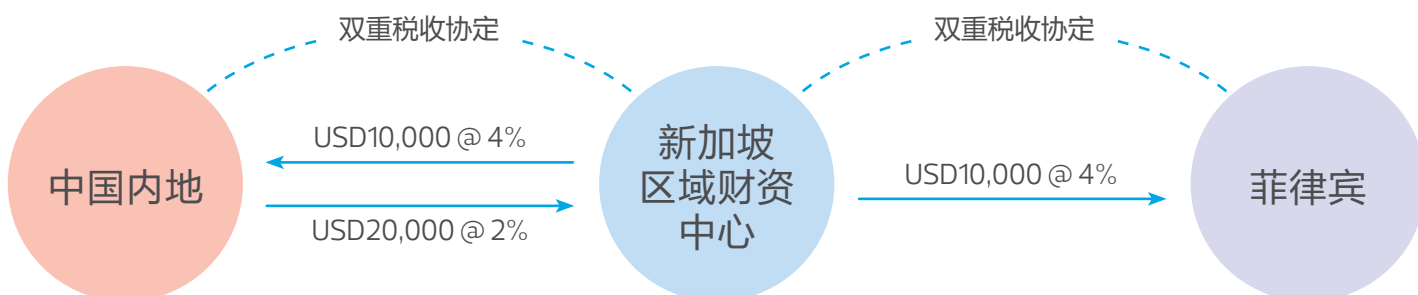 双重税收协定
双重税收协定
中国内地
USD10,000 @ 4%
USD20,000 @ 2%
新加坡
区域财资
中心
USD10,000 @ 4%
菲律宾